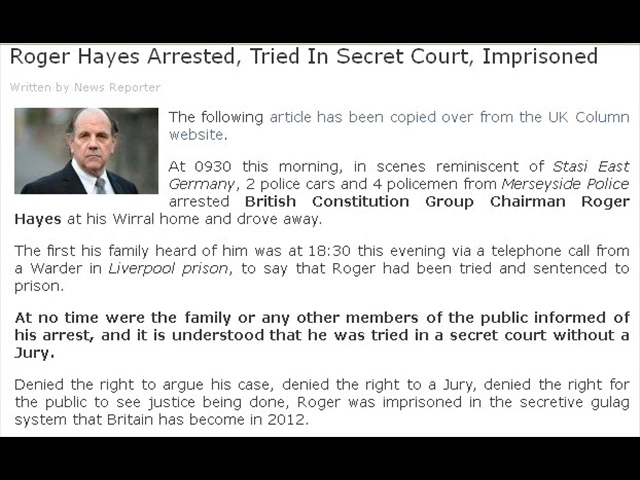 Roger Hayes Arrested, Tried In Secret Court, Imprisoned
Written by News Reporter
The following article has been copied over from the UK Column
website.
At 0930 this morning, in scenes reminiscent of Stasi East
Germany, 2 police cars and 4 policemen from Merseyside Police
arrested British Constitution Group Chairman Roger
Hayes at his Wirral home and drove away.
The first his family heard of him was at 18:30 this evening via a telephone call from
a Warder in Liverpool prison, to say that Roger had been tried and sentenced to
prison.
At no time were the family or any other members of the public informed of
his arrest, and it is understood that he was tried in a secret court without a
Jury.
Denied the right to argue his case, denied the right to a Jury, denied the right for
the public to see justice being done, Roger was imprisoned in the secretive gulag
system that Britain has become in 2012.